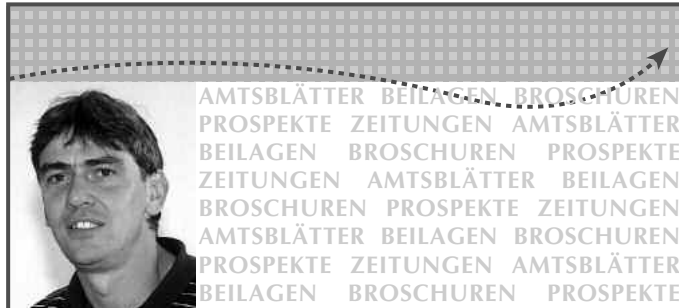 AMTSBLÄTTER BEILAGEN BROSCHUREN
PROSPEKTE ZEITUNGEN AMTSBLÄTTER
BEILAGEN BROSCHUREN PROSPEKTE
ZEITUNGEN AMTSBLÄTTER BEILAGEN
BROSCHUREN PROSPEKTE ZEITUNGEN
AMTSBLÄTTER BEILAGEN BROSCHUREN
PROSPEKTE ZEITUNGEN AMTSBLÄTTER
BEILAGEN BROSCHUREN PROSPEKTE